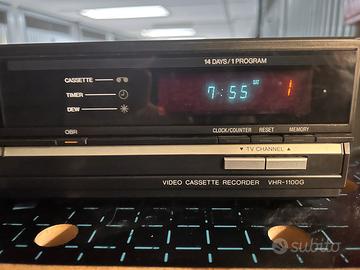 14 DAYS/1 PROGRAM
CASSETTE
TIMER
DEW
SAT
7:55
1
OBR
CLOCK/COUNTER RESET MEMORY
▼ TV CHANNEL ▲
VIDEO CASSETTE RECORDER VHR-1100G
subito